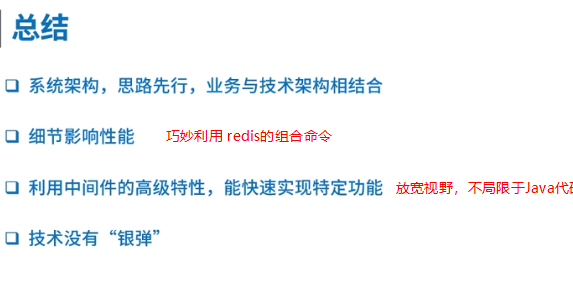 总结
系统架构，思路先行，业务与技术架构相结合
细节影响性能 巧妙利用 redis的组合命令
利用中间件的高级特性，能快速实现特定功能 放宽视野，不局限于Java代
技术没有“银弹”